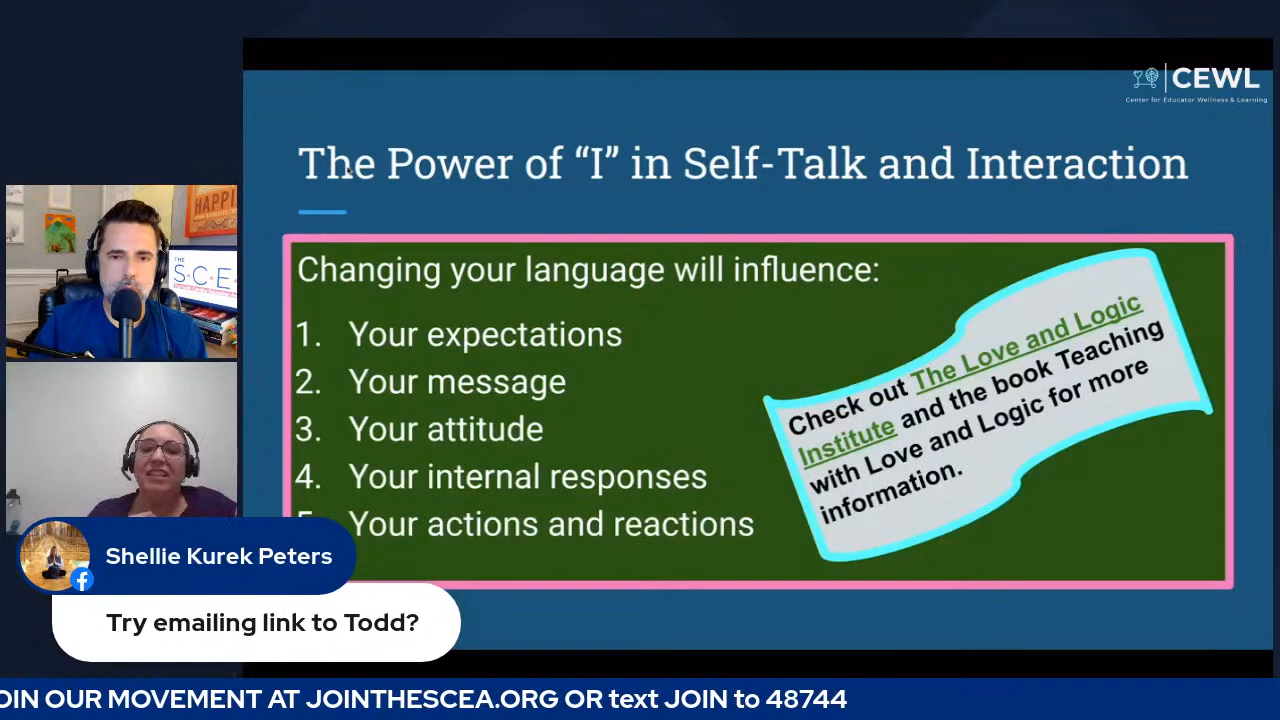 CEWL
Center for Educator Wellness & Learning
The Power of “I” in Self-Talk and Interaction
Changing your language will influence:
1. Your expectations
2. Your message
3. Your attitude
4. Your internal responses
Your actions and reactions
Check out The Love and Logic
Institute and the book Teaching
with Love and Logic for more
information.
HAPPI
THE
S.C.E
Shellie Kurek Peters
Try emailing link to Todd?
OIN OUR MOVEMENT AT JOINTHESCEA.ORG OR text JOIN to 48744